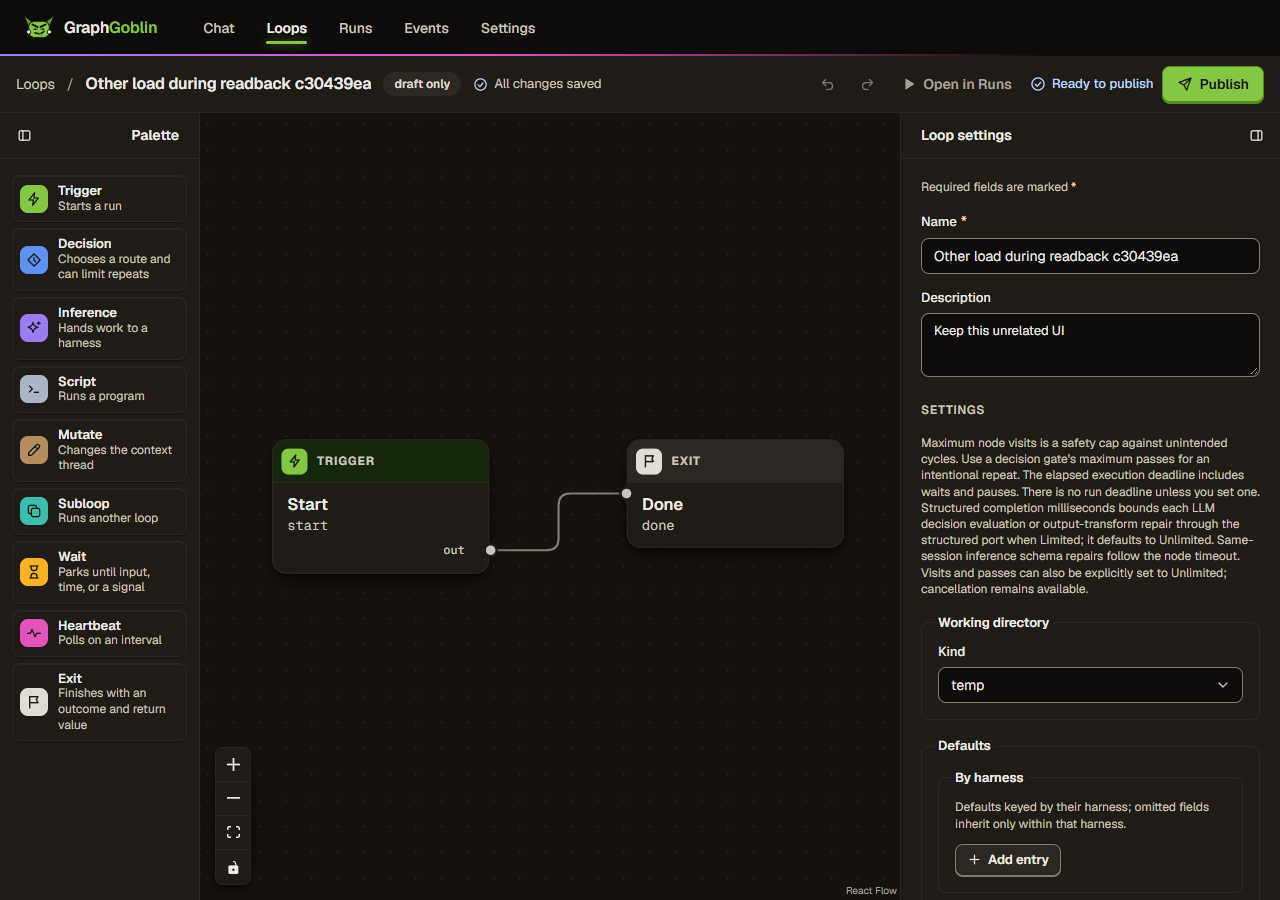 GraphGoblin
Chat
Loops
Runs
Events
Settings
Loops / Other load during readback c30439ea
draft only
All changes saved
Open in Runs
Ready to publish
Publish
Palette
Trigger
Starts a run
Decision
Chooses a route and
can limit repeats
Inference
Hands work to a
harness
Script
Runs a program
Mutate
Changes the context
thread
Subloop
Runs another loop
Wait
Parks until input,
time, or a signal
Heartbeat
Polls on an interval
Exit
Finishes with an
outcome and return
value
TRIGGER
Start
start
out
EXIT
Done
done
React Flow
Loop settings
Required fields are marked *
Name *
Other load during readback c30439ea
Description
Keep this unrelated UI
SETTINGS
Maximum node visits is a safety cap against unintended
cycles. Use a decision gate's maximum passes for an
intentional repeat. The elapsed execution deadline includes
waits and pauses. There is no run deadline unless you set one.
Structured completion milliseconds bounds each LLM
decision evaluation or output-transform repair through the
structured port when Limited; it defaults to Unlimited. Same-
session inference schema repairs follow the node timeout.
Visits and passes can also be explicitly set to Unlimited;
cancellation remains available.
Working directory
Kind
temp
Defaults
By harness
Defaults keyed by their harness; omitted fields
inherit only within that harness.
Add entry